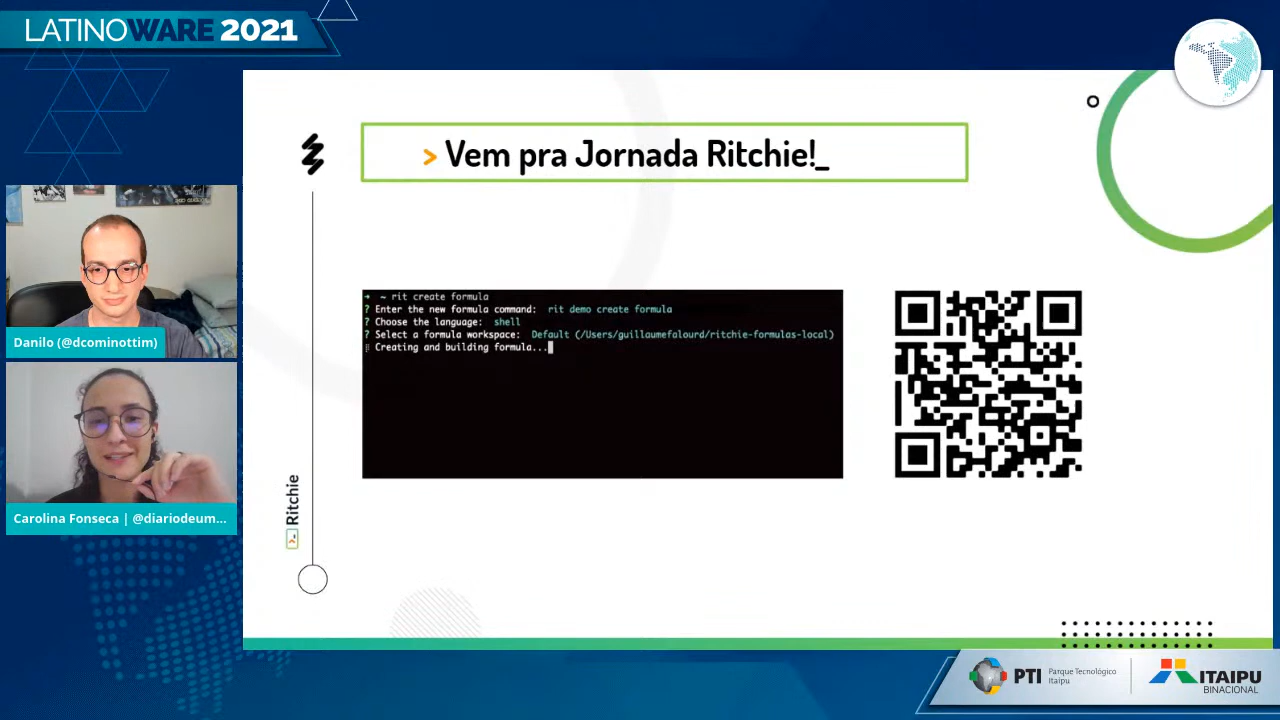 LATINOWARE 2021
> Vem pra Jornada Ritchie!_
➜ ~ rit create formula
? Enter the new formula command: rit demo create formula
? Choose the language: shell
? Select a formula workspace: Default (/Users/guillaumefalourd/ritchie-formulas-local)
Creating and building formula...
Danilo (@dcominottim)
Carolina Fonseca | @diariodeum...
>_ Ritchie
PTI Parque Tecnológico
Itaipu
ITAIPU
BINACIONAL